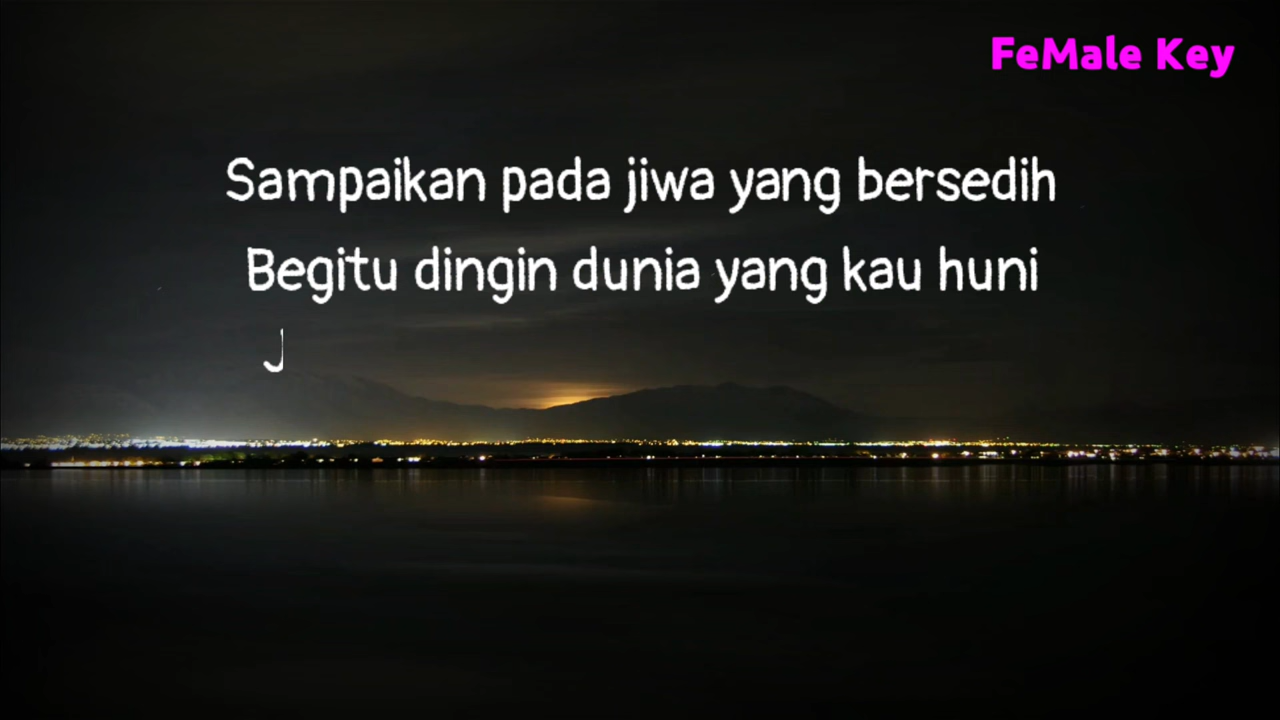 FeMale Key
Sampaikan pada jiwa yang bersedih
Begitu dingin dunia yang kau huni
J